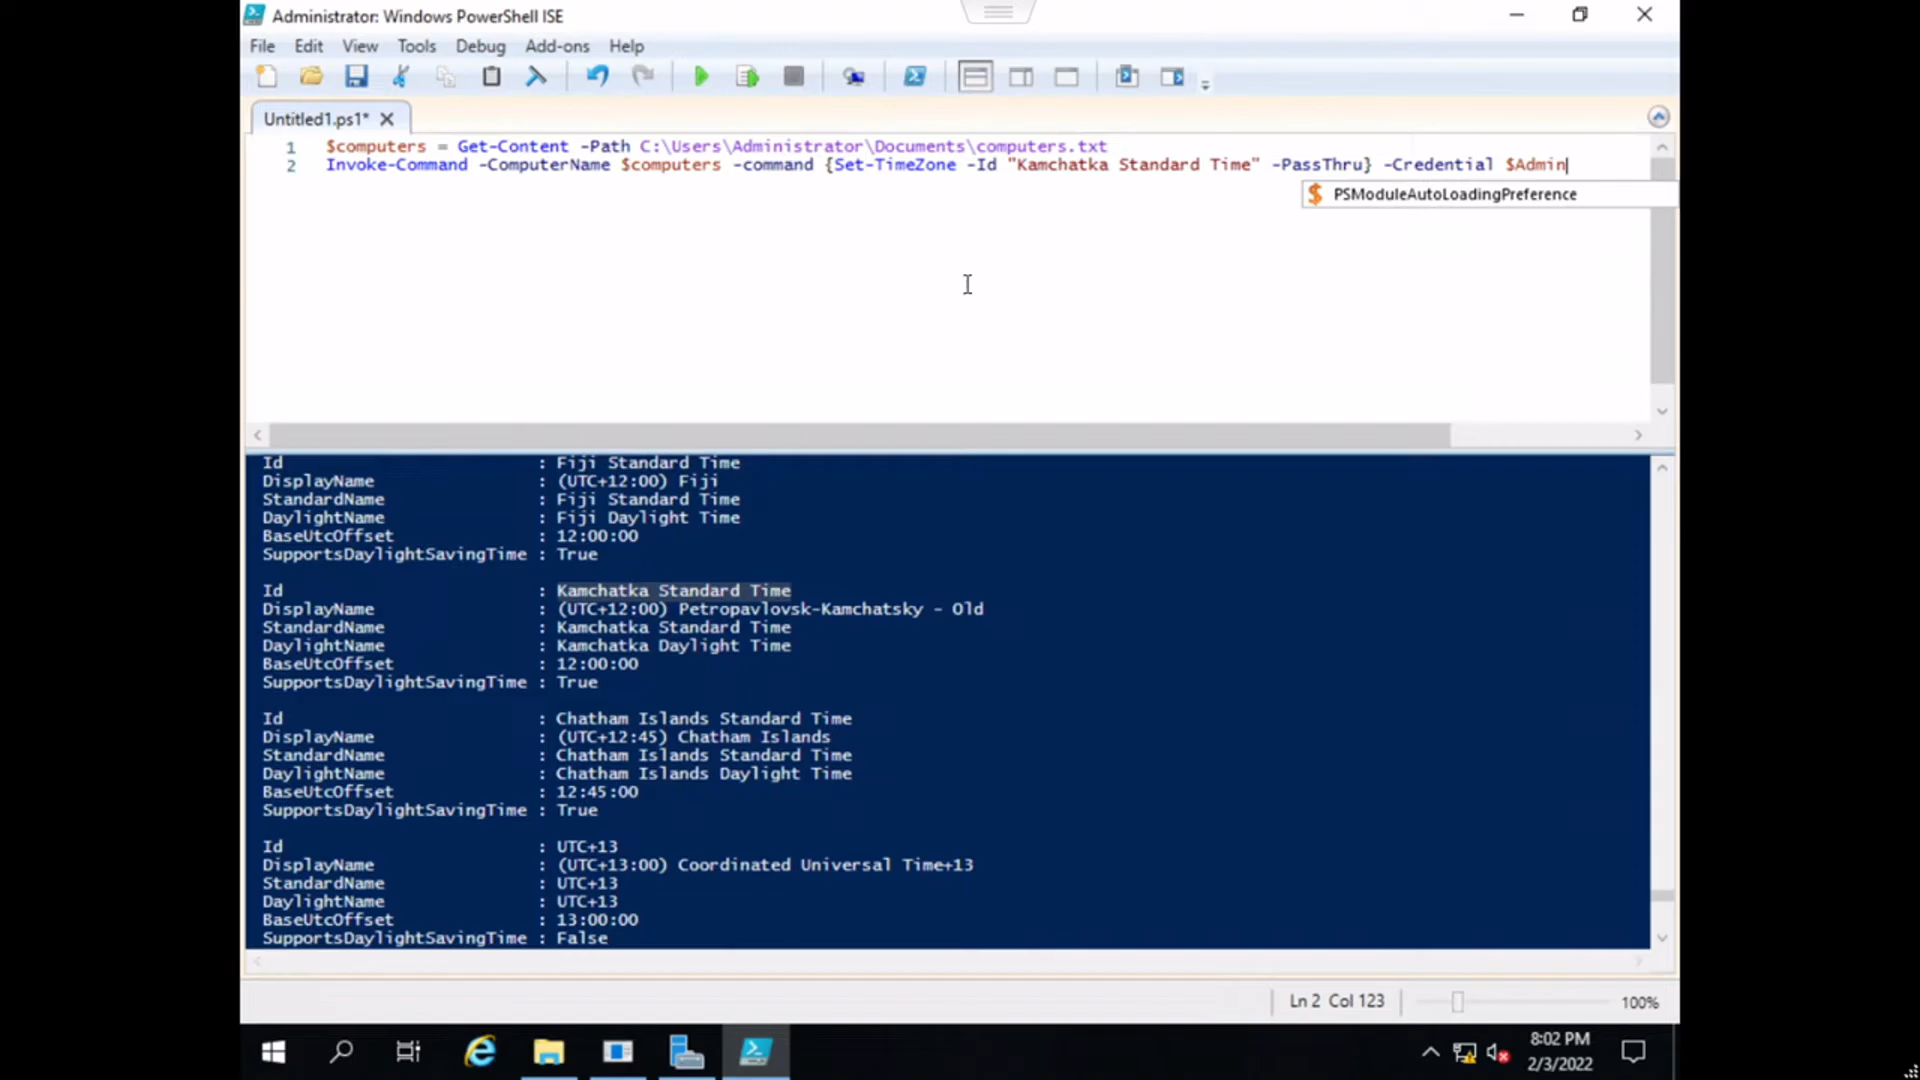 Administrator: Windows PowerShell ISE
File Edit View Tools Debug Add-ons Help
Untitled1.ps1*
1 $computers = Get-Content -Path C:\Users\Administrator\Documents\computers.txt
2 Invoke-Command -ComputerName $computers -command {Set-TimeZone -Id "Kamchatka Standard Time" -PassThru} -Credential $Admin
PSModuleAutoLoadingPreference
Id : Fiji Standard Time
DisplayName : (UTC+12:00) Fiji
StandardName : Fiji Standard Time
DaylightName : Fiji Daylight Time
BaseUtcOffset : 12:00:00
SupportsDaylightSavingTime : True
Id : Kamchatka Standard Time
DisplayName : (UTC+12:00) Petropavlovsk-Kamchatsky - Old
StandardName : Kamchatka Standard Time
DaylightName : Kamchatka Daylight Time
BaseUtcOffset : 12:00:00
SupportsDaylightSavingTime : True
Id : Chatham Islands Standard Time
DisplayName : (UTC+12:45) Chatham Islands
StandardName : Chatham Islands Standard Time
DaylightName : Chatham Islands Daylight Time
BaseUtcOffset : 12:45:00
SupportsDaylightSavingTime : True
Id : UTC+13
DisplayName : (UTC+13:00) Coordinated Universal Time+13
StandardName : UTC+13
DaylightName : UTC+13
BaseUtcOffset : 13:00:00
SupportsDaylightSavingTime : False
Ln 2 Col 123
100%
8:02 PM
2/3/2022